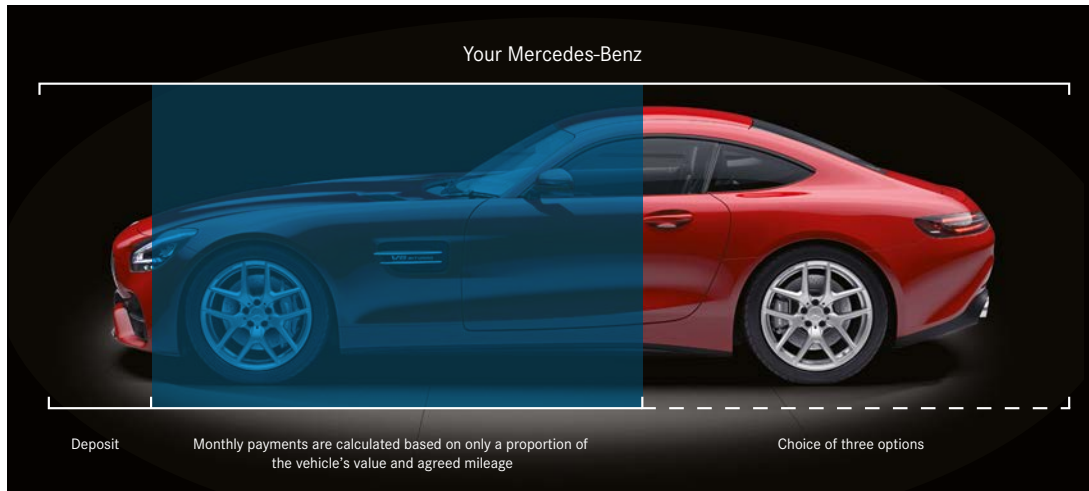 Your Mercedes-Benz
Deposit
Monthly payments are calculated based on only a proportion of
the vehicle's value and agreed mileage
Choice of three options